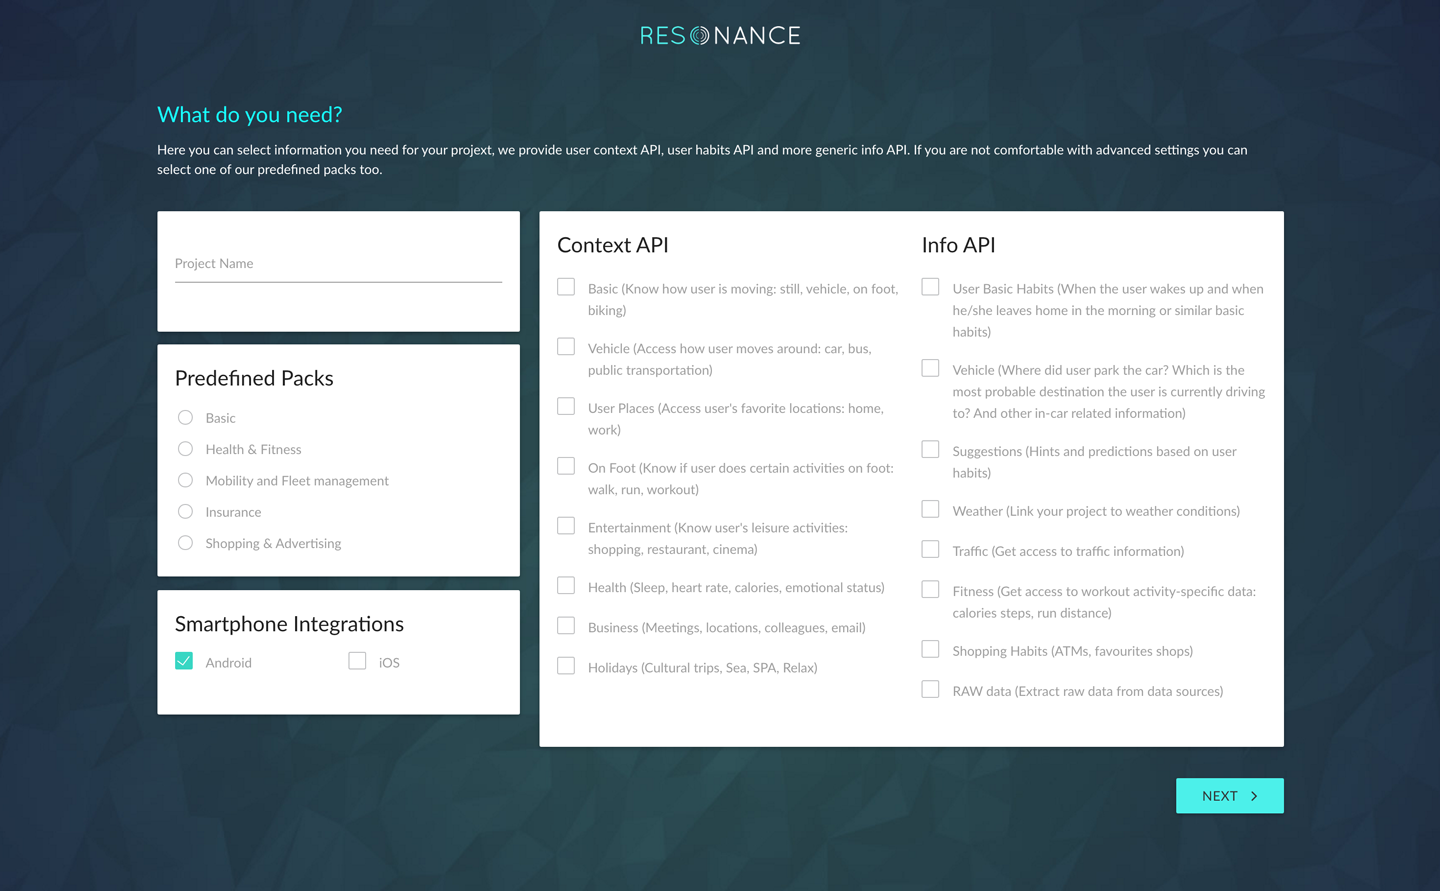 RESONANCE
What do you need?
Here you can select information you need for your projext, we provide user context API, user habits API and more generic info API. If you are not comfortable with advanced settings you can
select one of our predefined packs too.
Project Name
Predefined Packs
Basic
Health & Fitness
Mobility and Fleet management
Insurance
Shopping & Advertising
Smartphone Integrations
Android
iOS
Context API
Basic (Know how user is moving: still, vehicle, on foot,
biking)
Vehicle (Access how user moves around: car, bus,
public transportation)
User Places (Access user's favorite locations: home,
work)
On Foot (Know if user does certain activities on foot:
walk, run, workout)
Entertainment (Know user's leisure activities:
shopping, restaurant, cinema)
Health (Sleep, heart rate, calories, emotional status)
Business (Meetings, locations, colleagues, email)
Holidays (Cultural trips, Sea, SPA, Relax)
Info API
User Basic Habits (When the user wakes up and when
he/she leaves home in the morning or similar basic
habits)
Vehicle (Where did user park the car? Which is the
most probable destination the user is currently driving
to? And other in-car related information)
Suggestions (Hints and predictions based on user
habits)
Weather (Link your project to weather conditions)
Traffic (Get access to traffic information)
Fitness (Get access to workout activity-specific data:
calories steps, run distance)
Shopping Habits (ATMs, favourites shops)
RAW data (Extract raw data from data sources)
NEXT